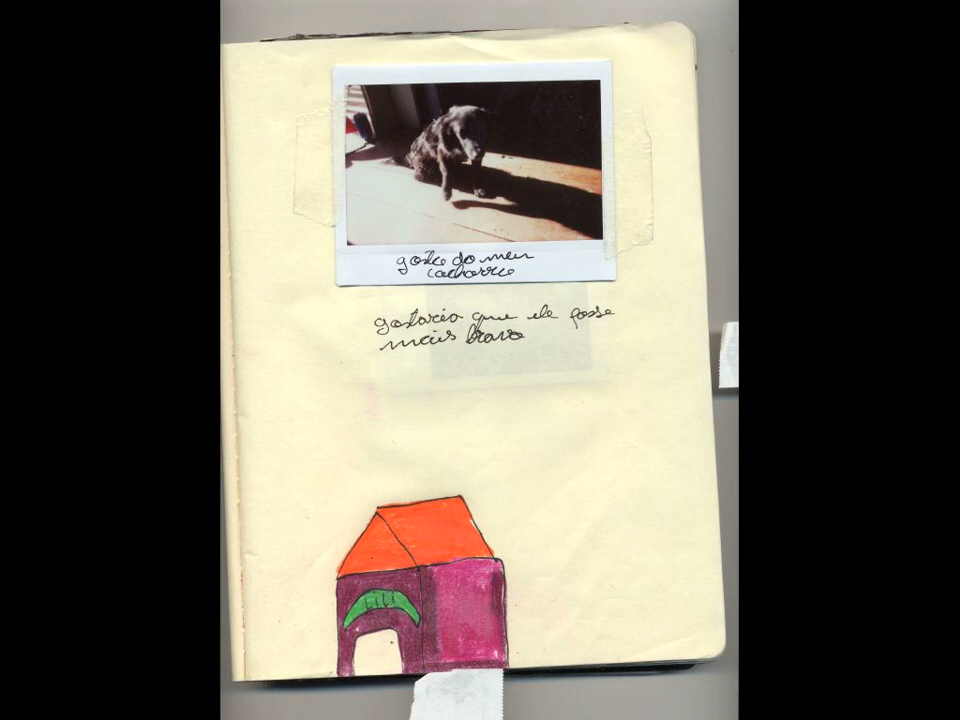 gosto do meu
cachorro
gostaria que ele fosse
mais bravo